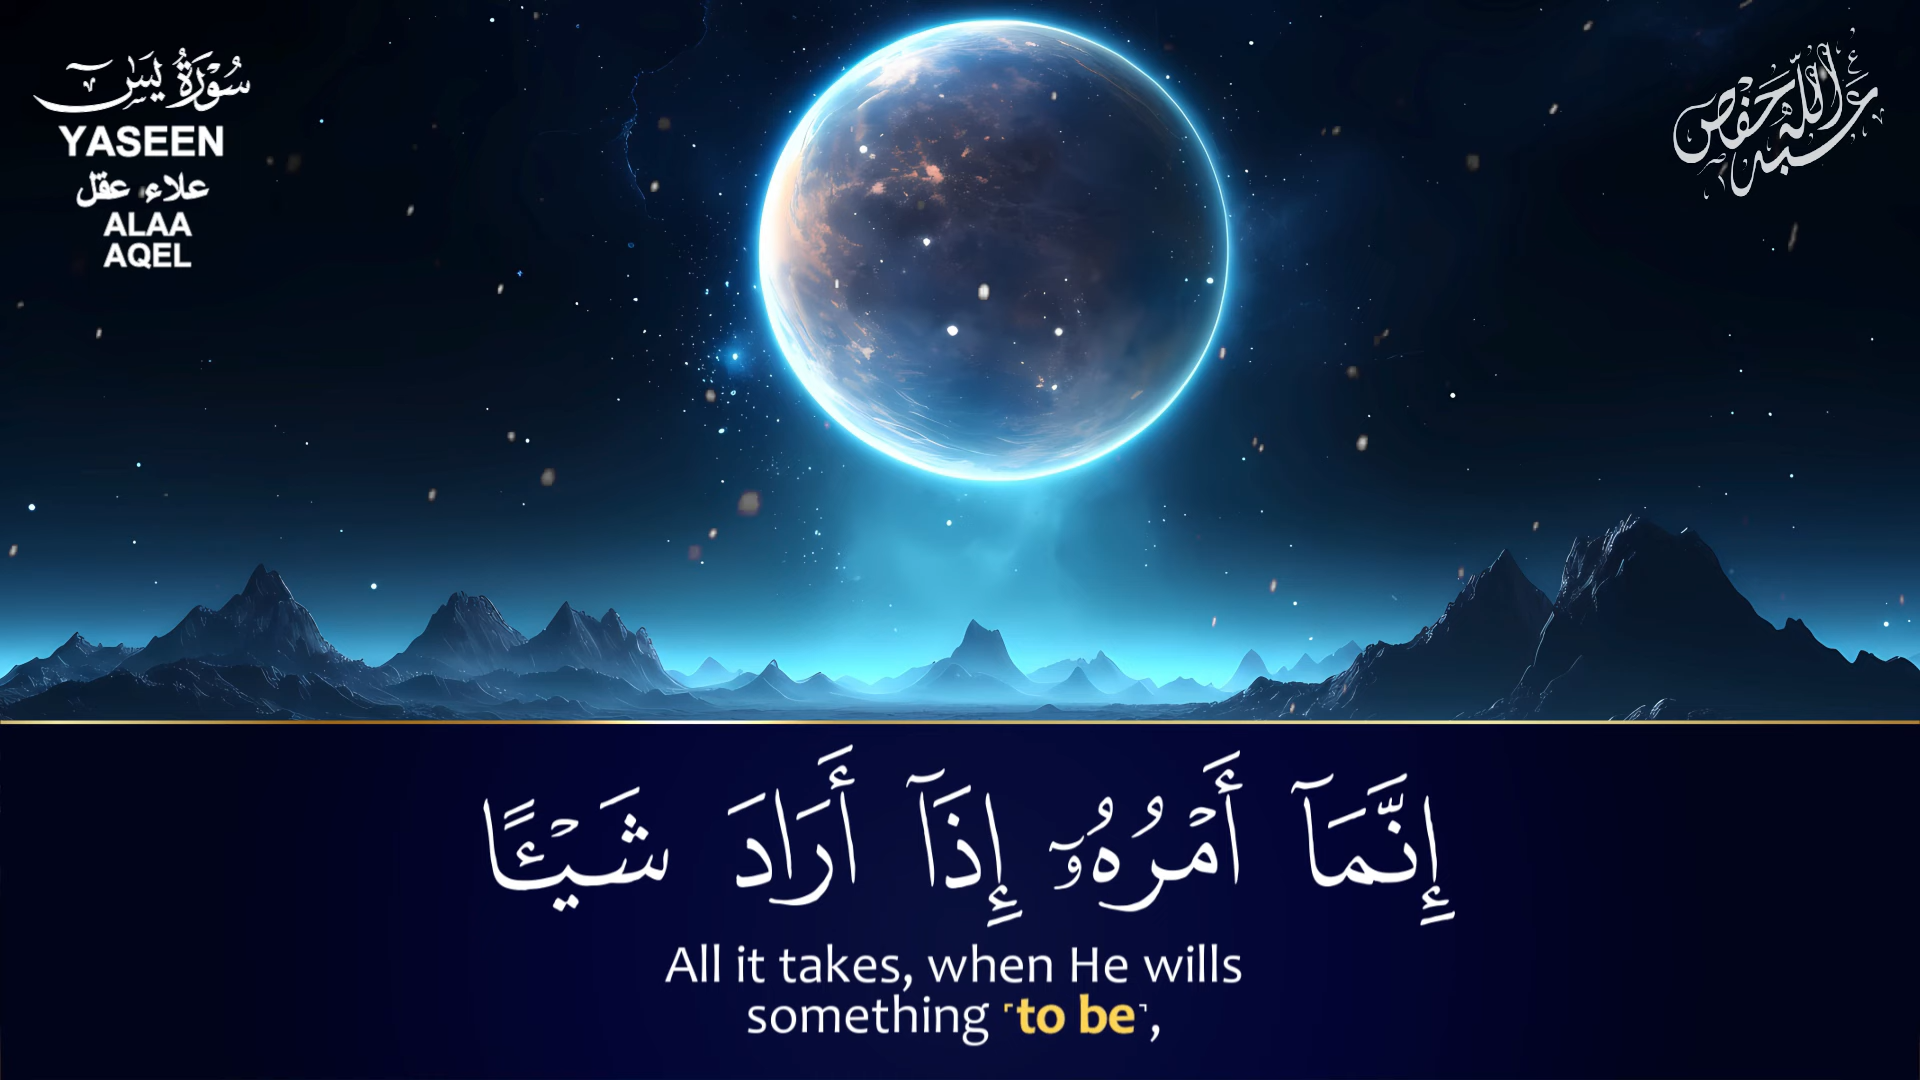 سُورَةُ يسٓ
YASEEN
علاء عقل
ALAA
AQEL
إِنَّمَآ أَمْرُهُۥٓ إِذَآ أَرَادَ شَيْـًٔا
All it takes, when He wills
something ˹to be˺,